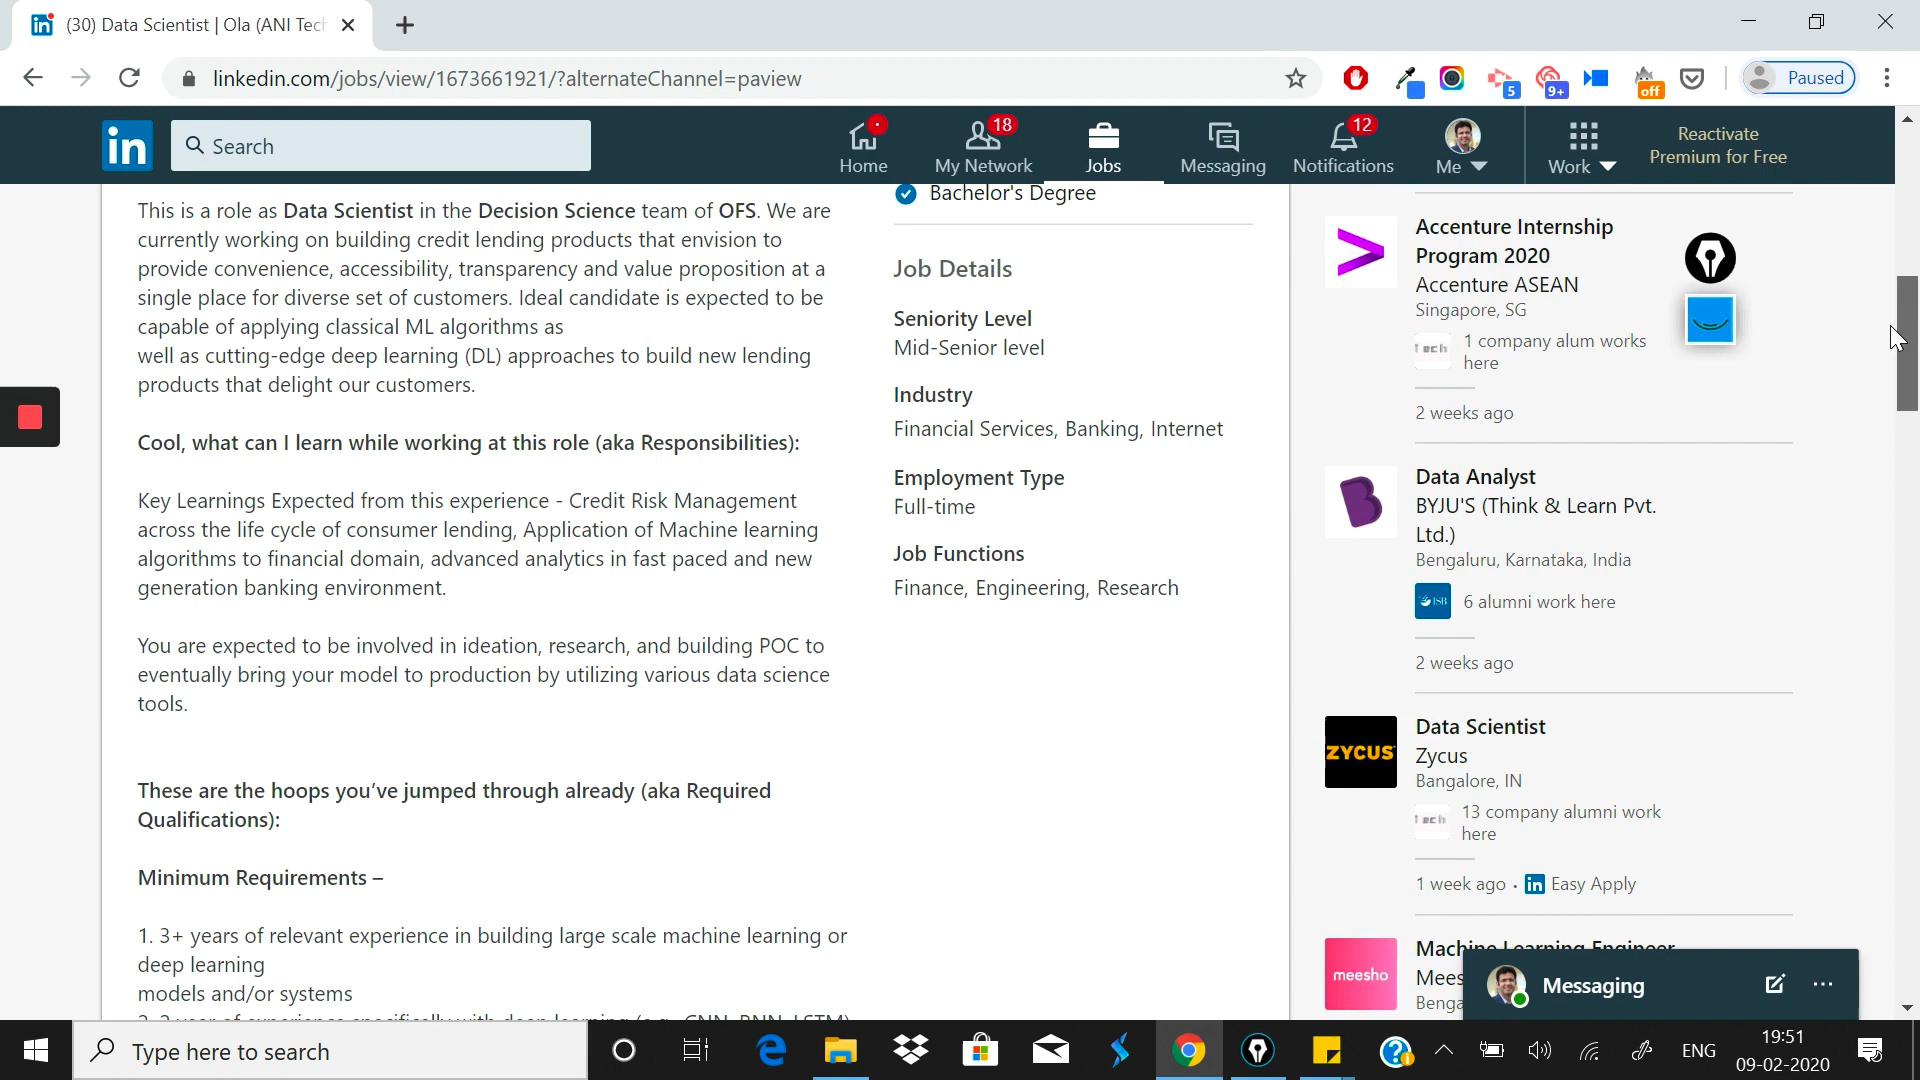 (30) Data Scientist | Ola (ANI Tech
linkedin.com/jobs/view/1673661921/?alternateChannel=paview
5
9+
off
Paused
in
Search
Home
18
My Network
Jobs
Messaging
12
Notifications
Me
Work
Reactivate
Premium for Free
This is a role as Data Scientist in the Decision Science team of OFS. We are
currently working on building credit lending products that envision to
provide convenience, accessibility, transparency and value proposition at a
single place for diverse set of customers. Ideal candidate is expected to be
capable of applying classical ML algorithms as
well as cutting-edge deep learning (DL) approaches to build new lending
products that delight our customers.
Cool, what can I learn while working at this role (aka Responsibilities):
Key Learnings Expected from this experience - Credit Risk Management
across the life cycle of consumer lending, Application of Machine learning
algorithms to financial domain, advanced analytics in fast paced and new
generation banking environment.
You are expected to be involved in ideation, research, and building POC to
eventually bring your model to production by utilizing various data science
tools.
These are the hoops you've jumped through already (aka Required
Qualifications):
Minimum Requirements –
1. 3+ years of relevant experience in building large scale machine learning or
deep learning
models and/or systems
Bachelor's Degree
Job Details
Seniority Level
Mid-Senior level
Industry
Financial Services, Banking, Internet
Employment Type
Full-time
Job Functions
Finance, Engineering, Research
Accenture Internship
Program 2020
Accenture ASEAN
Singapore, SG
tech
1 company alum works
here
2 weeks ago
Data Analyst
BYJU'S (Think & Learn Pvt.
Ltd.)
Bengaluru, Karnataka, India
ISB
6 alumni work here
2 weeks ago
ZYCUS
Data Scientist
Zycus
Bangalore, IN
tech
13 company alumni work
here
1 week ago · in Easy Apply
meesho
Machine Learning Engineer
Mees
Benga
Messaging
Type here to search
ENG
19:51
09-02-2020